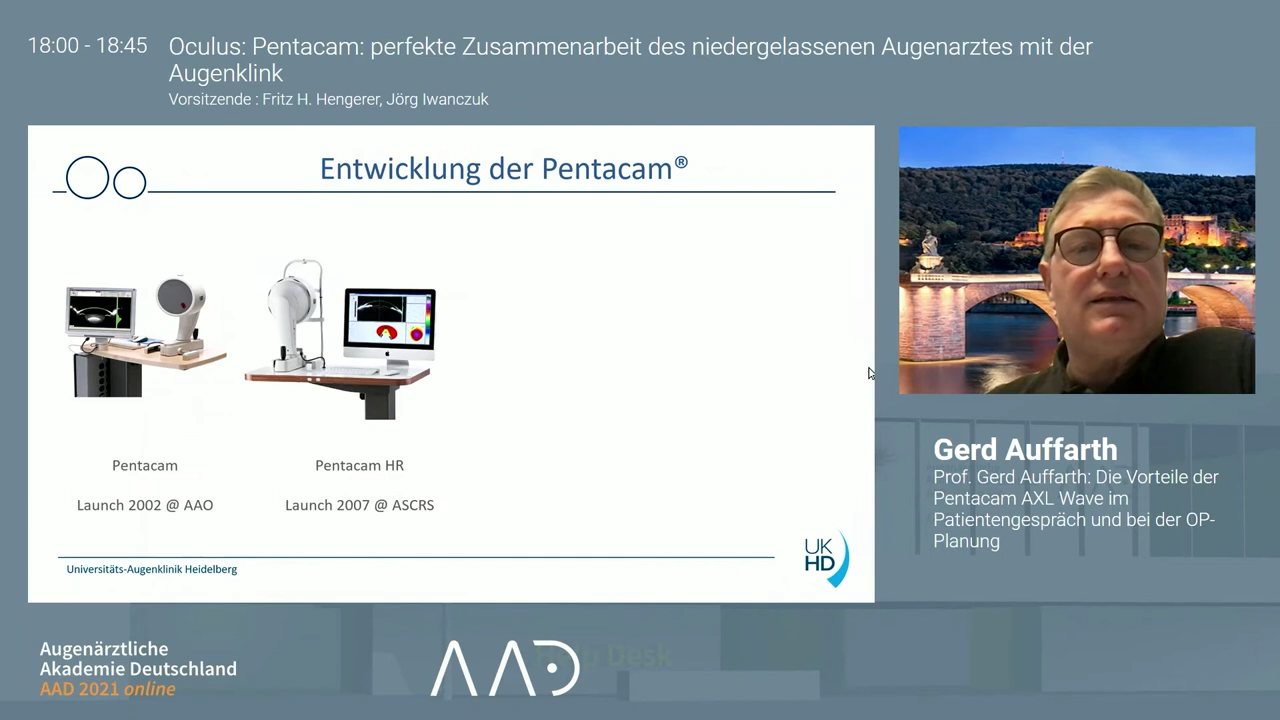 18:00 - 18:45
Oculus: Pentacam: perfekte Zusammenarbeit des niedergelassenen Augenarztes mit der
Augenklink
Vorsitzende : Fritz H. Hengerer, Jörg Iwanczuk
Entwicklung der Pentacam®
Pentacam
Pentacam HR
Launch 2002 @ AAO
Launch 2007 @ ASCRS
Universitäts-Augenklinik Heidelberg
UK
HD
Gerd Auffarth
Prof. Gerd Auffarth: Die Vorteile der
Pentacam AXL Wave im
Patientengespräch und bei der OP-
Planung
Augenärztliche
Akademie Deutschland
AAD 2021 online
AAD
Desk